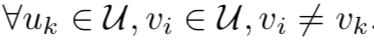 ∀u_k ∈ 𝒰, v_i ∈ 𝒰, v_i ≠ v_k.